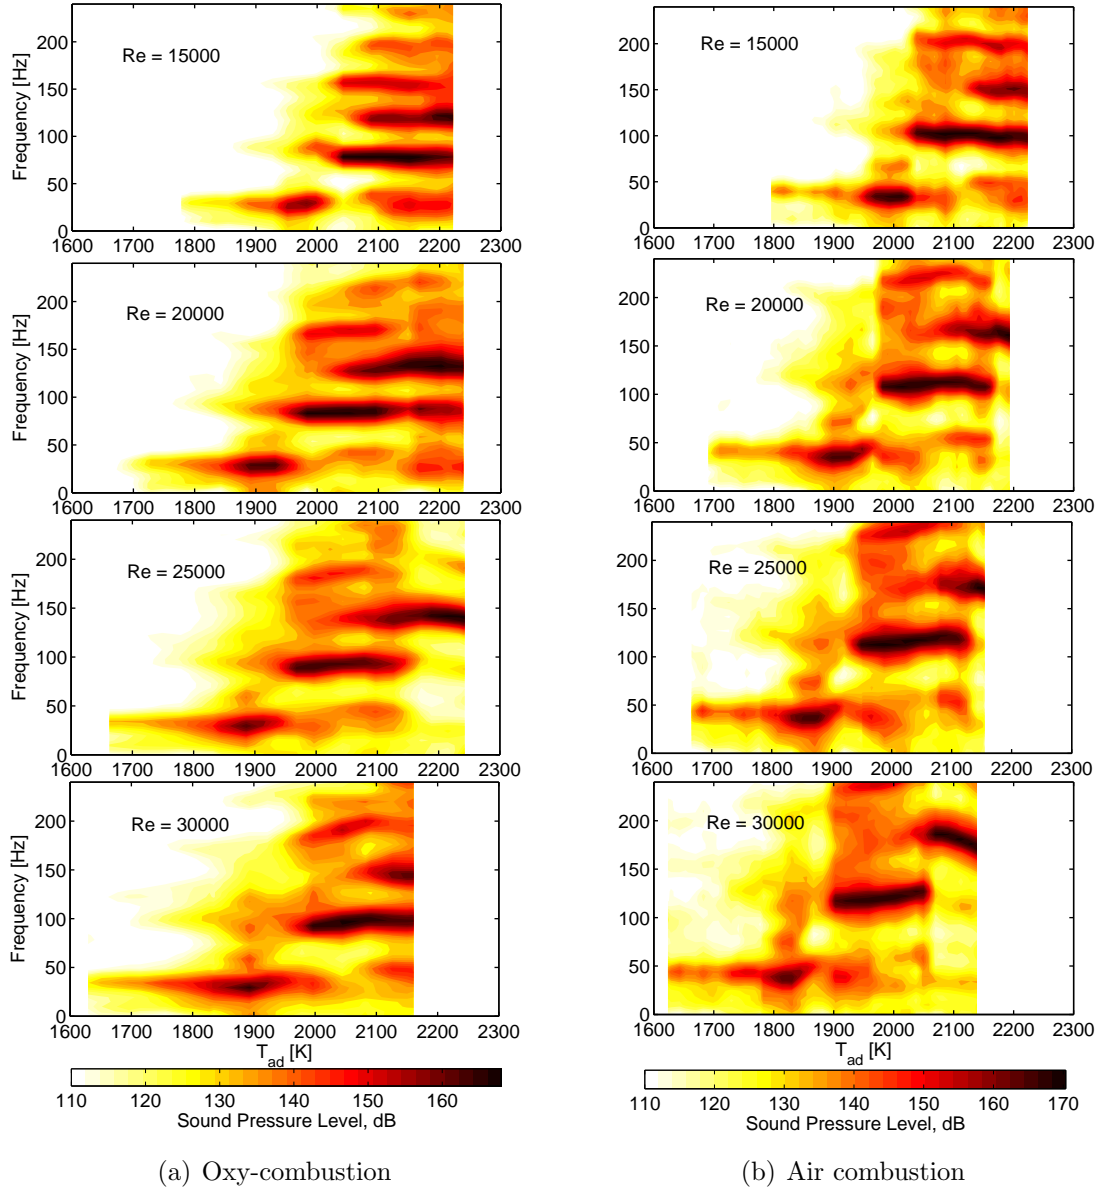 Frequency [Hz]
200
150
100
50
0
Re = 15000
1600 1700 1800 1900 2000 2100 2200 2300
Frequency [Hz]
200
150
100
50
0
Re = 20000
1600 1700 1800 1900 2000 2100 2200 2300
Frequency [Hz]
200
150
100
50
0
Re = 25000
1600 1700 1800 1900 2000 2100 2200 2300
Frequency [Hz]
200
150
100
50
0
Re = 30000
1600 1700 1800 1900 2000 2100 2200 2300
T_ad [K]
110 120 130 140 150 160
Sound Pressure Level, dB
(a) Oxy-combustion
200
150
100
50
0
Re = 15000
1600 1700 1800 1900 2000 2100 2200 2300
200
150
100
50
0
Re = 20000
1600 1700 1800 1900 2000 2100 2200 2300
200
150
100
50
0
Re = 25000
1600 1700 1800 1900 2000 2100 2200 2300
200
150
100
50
0
Re = 30000
1600 1700 1800 1900 2000 2100 2200 2300
T_ad [K]
110 120 130 140 150 160 170
Sound Pressure Level, dB
(b) Air combustion